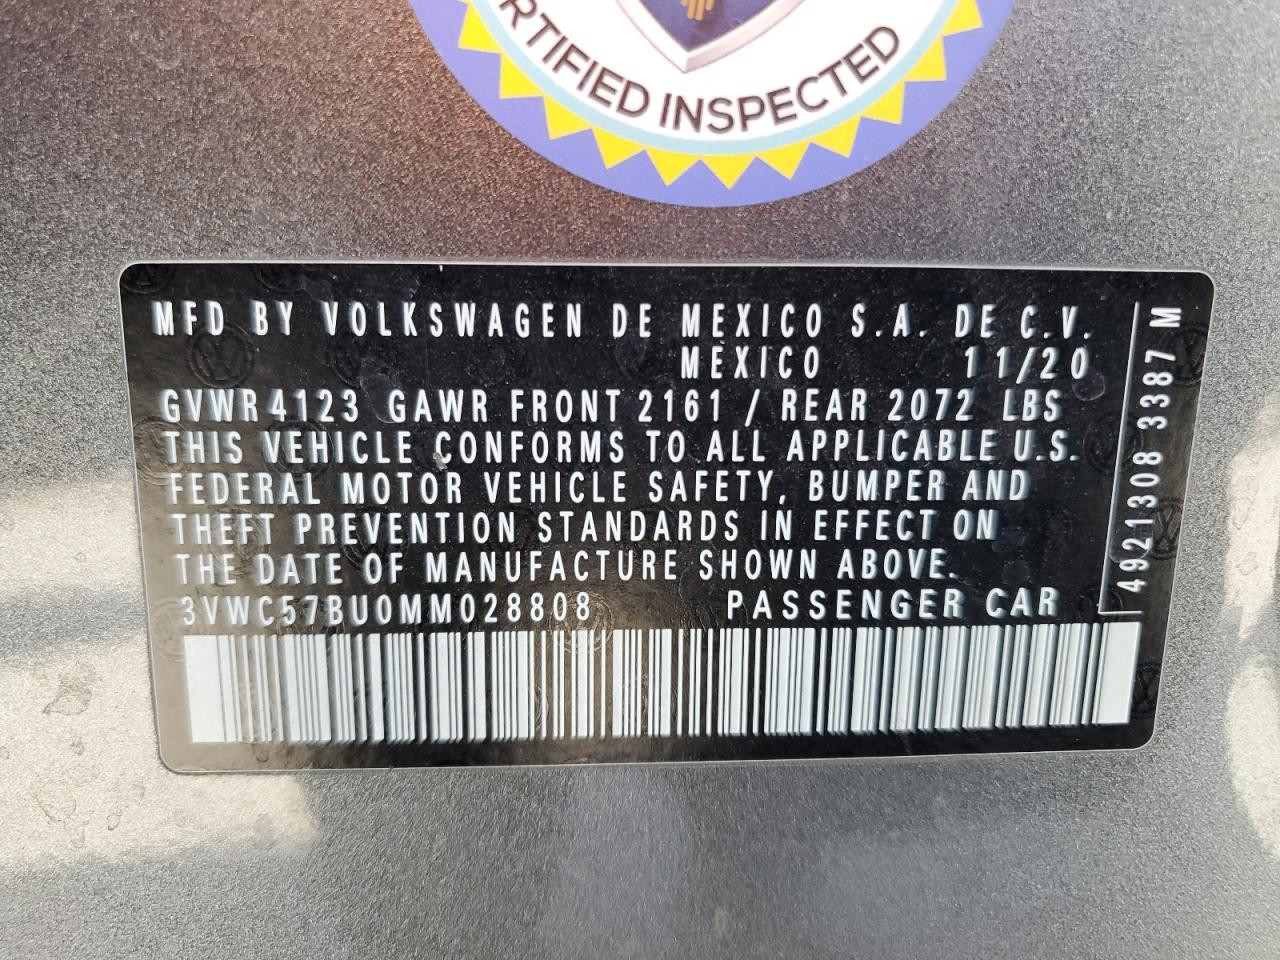 RTIFIED INSPECTED
MFD BY VOLKSWAGEN DE MEXICO S.A. DE C.V.
MEXICO 11/20
GVWR4123 GAWR FRONT 2161 / REAR 2072 LBS
THIS VEHICLE CONFORMS TO ALL APPLICABLE U.S.
FEDERAL MOTOR VEHICLE SAFETY, BUMPER AND
THEFT PREVENTION STANDARDS IN EFFECT ON
THE DATE OF MANUFACTURE SHOWN ABOVE.
3VWC57BU0MM028808 PASSENGER CAR
4921308 3387 M